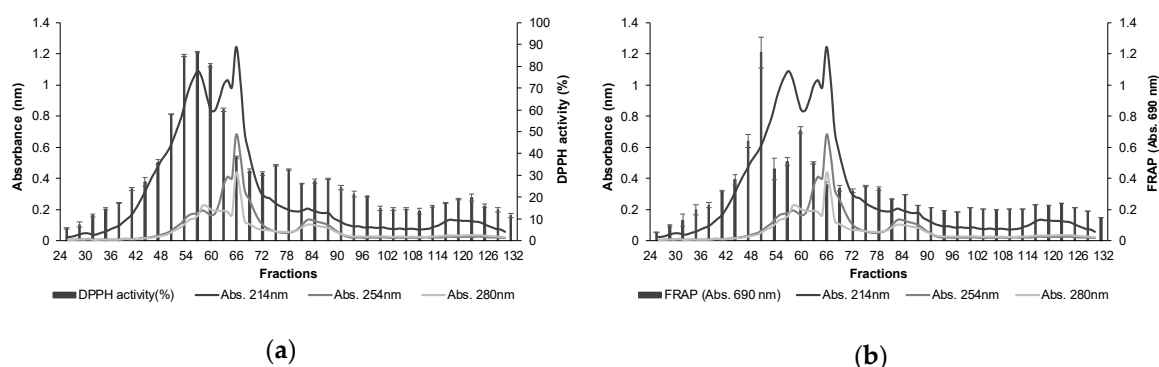 1.4
1.2
1
0.8
0.6
0.4
0.2
0
Absorbance (nm)
100
90
80
70
60
50
40
30
20
10
0
DPPH activity (%)
24 30 36 42 48 54 60 66 72 78 84 90 96 102 108 114 120 126 132
Fractions
DPPH activity(%) Abs. 214nm Abs. 254nm Abs. 280nm
(a)
1.4
1.2
1
0.8
0.6
0.4
0.2
0
Absorbance (nm)
1.4
1.2
1
0.8
0.6
0.4
0.2
0
FRAP (Abs. 690 nm)
24 30 36 42 48 54 60 66 72 78 84 90 96 102 108 114 120 126 132
Fractions
FRAP (Abs. 690 nm) Abs. 214nm Abs. 254nm Abs. 280nm
(b)